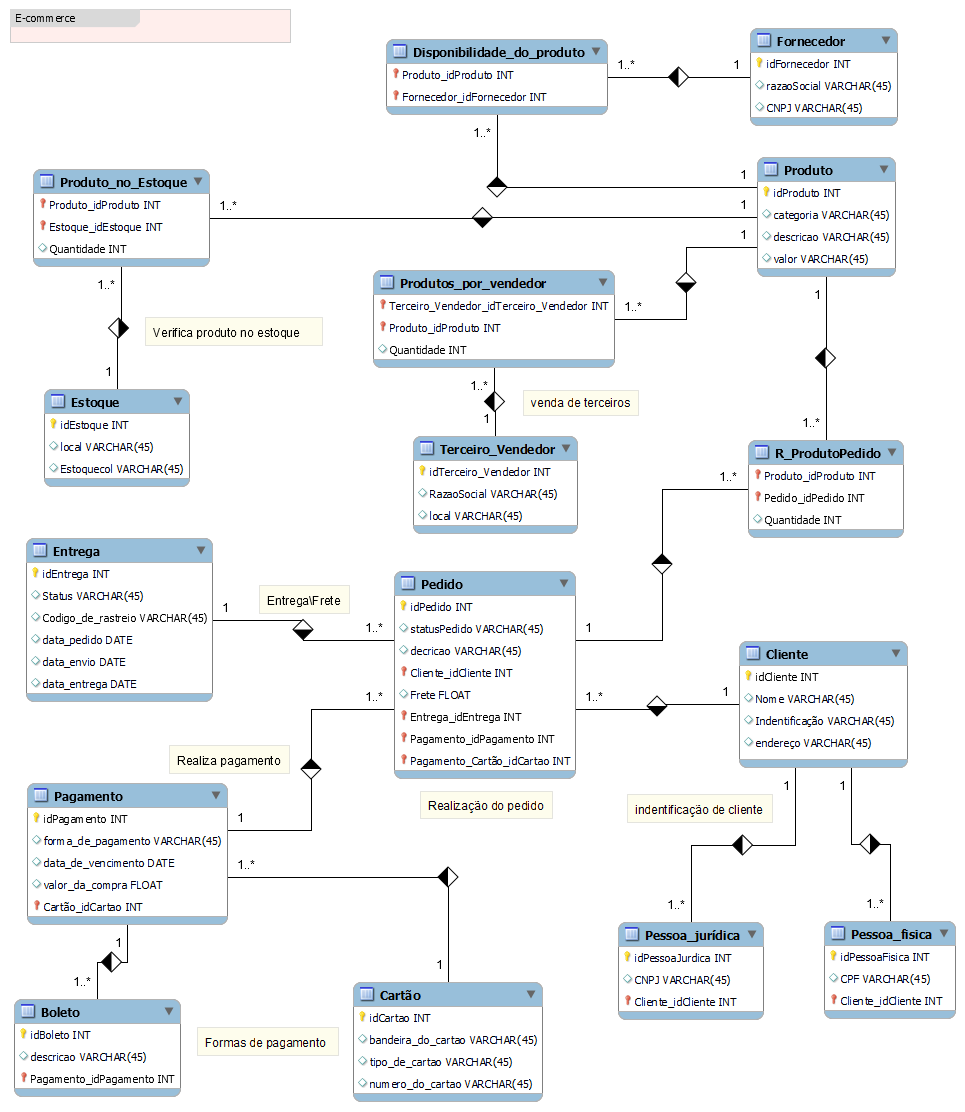 E-commerce
Disponibilidade_do_produto
Produto_idProduto INT
Fornecedor_idFornecedor INT
1..*
1
Fornecedor
idFornecedor INT
razaoSocial VARCHAR(45)
CNPJ VARCHAR(45)
1..*
1
Produto
idProduto INT
categoria VARCHAR(45)
descricao VARCHAR(45)
valor VARCHAR(45)
Produto_no_Estoque
Produto_idProduto INT
Estoque_idEstoque INT
Quantidade INT
1..*
1
1
Produtos_por_vendedor
Terceiro_Vendedor_idTerceiro_Vendedor INT
Produto_idProduto INT
Quantidade INT
1..*
1..*
Verifica produto no estoque
1
1
Estoque
idEstoque INT
local VARCHAR(45)
Estoquecol VARCHAR(45)
1..*
1
venda de terceiros
Terceiro_Vendedor
idTerceiro_Vendedor INT
RazaoSocial VARCHAR(45)
local VARCHAR(45)
1..*
R_ProdutoPedido
Produto_idProduto INT
Pedido_idPedido INT
Quantidade INT
1..*
Entrega
idEntrega INT
Status VARCHAR(45)
Codigo_de_rastreio VARCHAR(45)
data_pedido DATE
data_envio DATE
data_entrega DATE
1
Entrega\Frete
1..*
Pedido
idPedido INT
statusPedido VARCHAR(45)
decricao VARCHAR(45)
Cliente_idCliente INT
Frete FLOAT
Entrega_idEntrega INT
Pagamento_idPagamento INT
Pagamento_Cartão_idCartao INT
1
1..*
1
1..*
Cliente
idCliente INT
Nome VARCHAR(45)
Indentificação VARCHAR(45)
endereço VARCHAR(45)
Realiza pagamento
Realização do pedido
indentificação de cliente
1
1
Pagamento
idPagamento INT
forma_de_pagamento VARCHAR(45)
data_de_vencimento DATE
valor_da_compra FLOAT
Cartão_idCartao INT
1
1..*
1
1..*
1..*
1..*
Pessoa_jurídica
idPessoaJurdica INT
CNPJ VARCHAR(45)
Cliente_idCliente INT
Pessoa_fisica
idPessoaFisica INT
CPF VARCHAR(45)
Cliente_idCliente INT
1
Boleto
idBoleto INT
descricao VARCHAR(45)
Pagamento_idPagamento INT
Formas de pagamento
Cartão
idCartao INT
bandeira_do_cartao VARCHAR(45)
tipo_de_cartao VARCHAR(45)
numero_do_cartao VARCHAR(45)